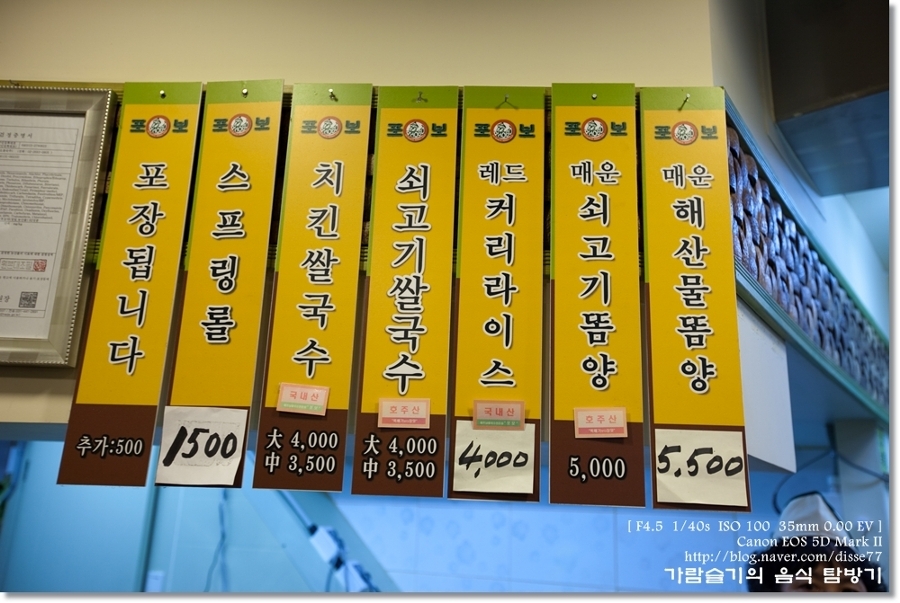 포 보
포장됩니다
추가:500
포 보
스프링롤
1500
포 보
치킨쌀국수
국내산
大 4,000
中 3,500
포 보
쇠고기쌀국수
호주산
大 4,000
中 3,500
포 보
레드
커리라이스
국내산
4,000
포 보
매운
쇠고기똠양
호주산
5,000
포 보
매운
해산물똠양
5,500
[ F4.5 1/40s ISO 100 35mm 0.00 EV ]
Canon EOS 5D Mark II
http://blog.naver.com/disse77
가람슬기의 음식 탐방기